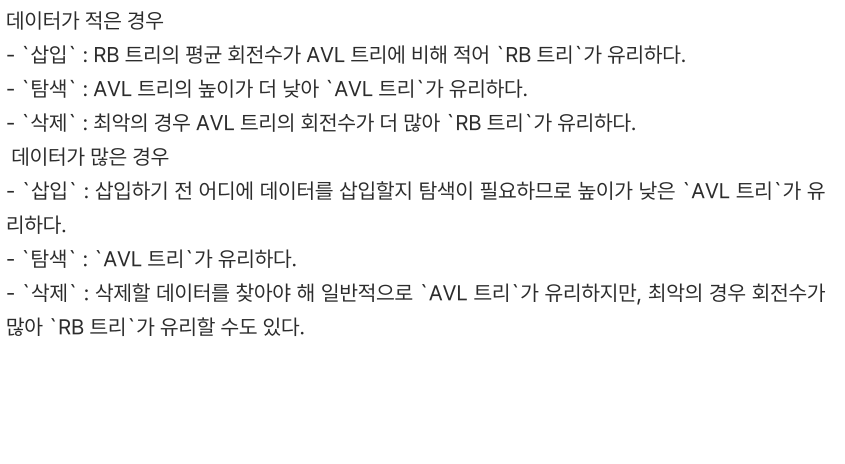 데이터가 적은 경우
- `삽입` : RB 트리의 평균 회전수가 AVL 트리에 비해 적어 `RB 트리`가 유리하다.
- `탐색` : AVL 트리의 높이가 더 낮아 `AVL 트리`가 유리하다.
- `삭제` : 최악의 경우 AVL 트리의 회전수가 더 많아 `RB 트리`가 유리하다.
데이터가 많은 경우
- `삽입` : 삽입하기 전 어디에 데이터를 삽입할지 탐색이 필요하므로 높이가 낮은 `AVL 트리`가 유
리하다.
- `탐색` : `AVL 트리`가 유리하다.
- `삭제` : 삭제할 데이터를 찾아야 해 일반적으로 `AVL 트리`가 유리하지만, 최악의 경우 회전수가
많아 `RB 트리`가 유리할 수도 있다.